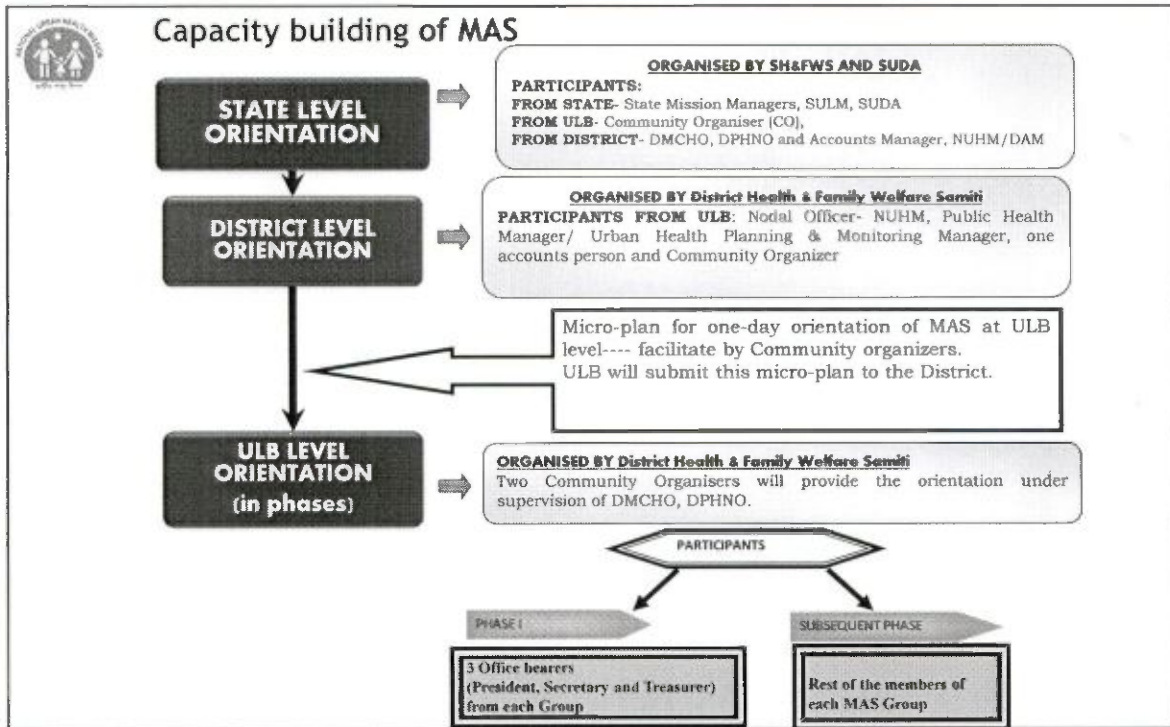 NATIONAL URBAN HEALTH MISSION
Capacity building of MAS
STATE LEVEL
ORIENTATION
ORGANISED BY SH&FWS AND SUDA
PARTICIPANTS:
FROM STATE- State Mission Managers, SULM, SUDA
FROM ULB- Community Organiser (CO),
FROM DISTRICT- DMCHO, DPHNO and Accounts Manager, NUHM/DAM
DISTRICT LEVEL
ORIENTATION
ORGANISED BY District Health & Family Welfare Samiti
PARTICIPANTS FROM ULB: Nodal Officer- NUHM, Public Health
Manager/ Urban Health Planning & Monitoring Manager, one
accounts person and Community Organizer
Micro-plan for one-day orientation of MAS at ULB
level---- facilitate by Community organizers.
ULB will submit this micro-plan to the District.
ULB LEVEL
ORIENTATION
(in phases)
ORGANISED BY District Health & Family Welfare Samiti
Two Community Organisers will provide the orientation under
supervision of DMCHO, DPHNO.
PARTICIPANTS
PHASE I
3 Office bearers
(President, Secretary and Treasurer)
from each Group
SUBSEQUENT PHASE
Rest of the members of
each MAS Group